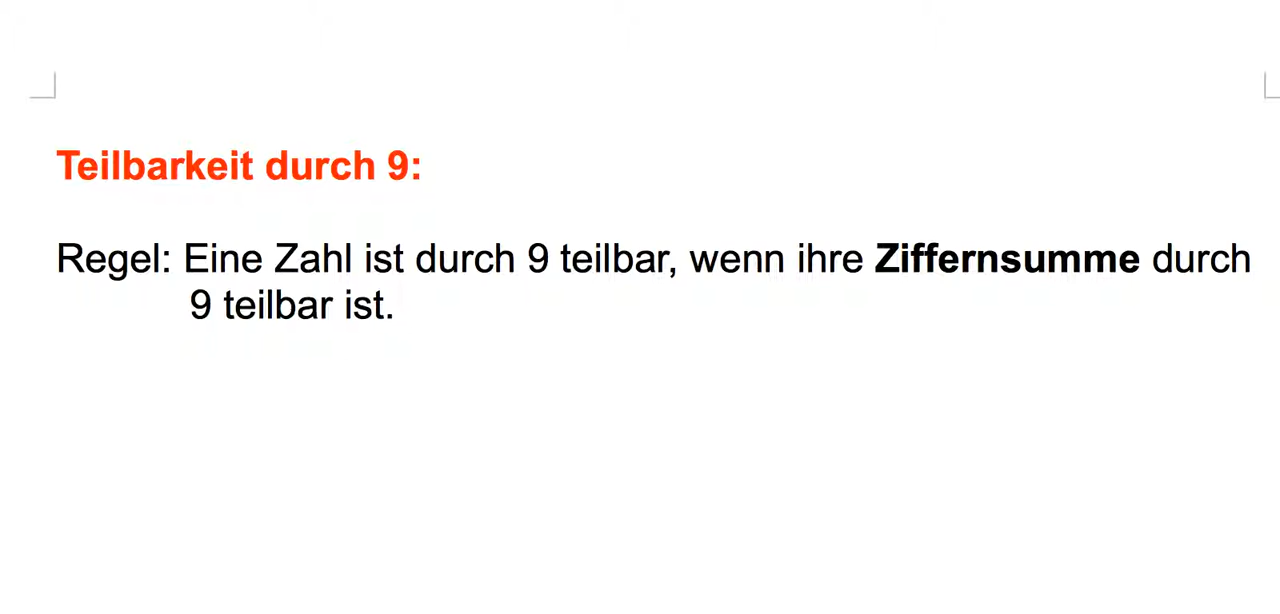 Teilbarkeit durch 9:
Regel: Eine Zahl ist durch 9 teilbar, wenn ihre Ziffernsumme durch
9 teilbar ist.